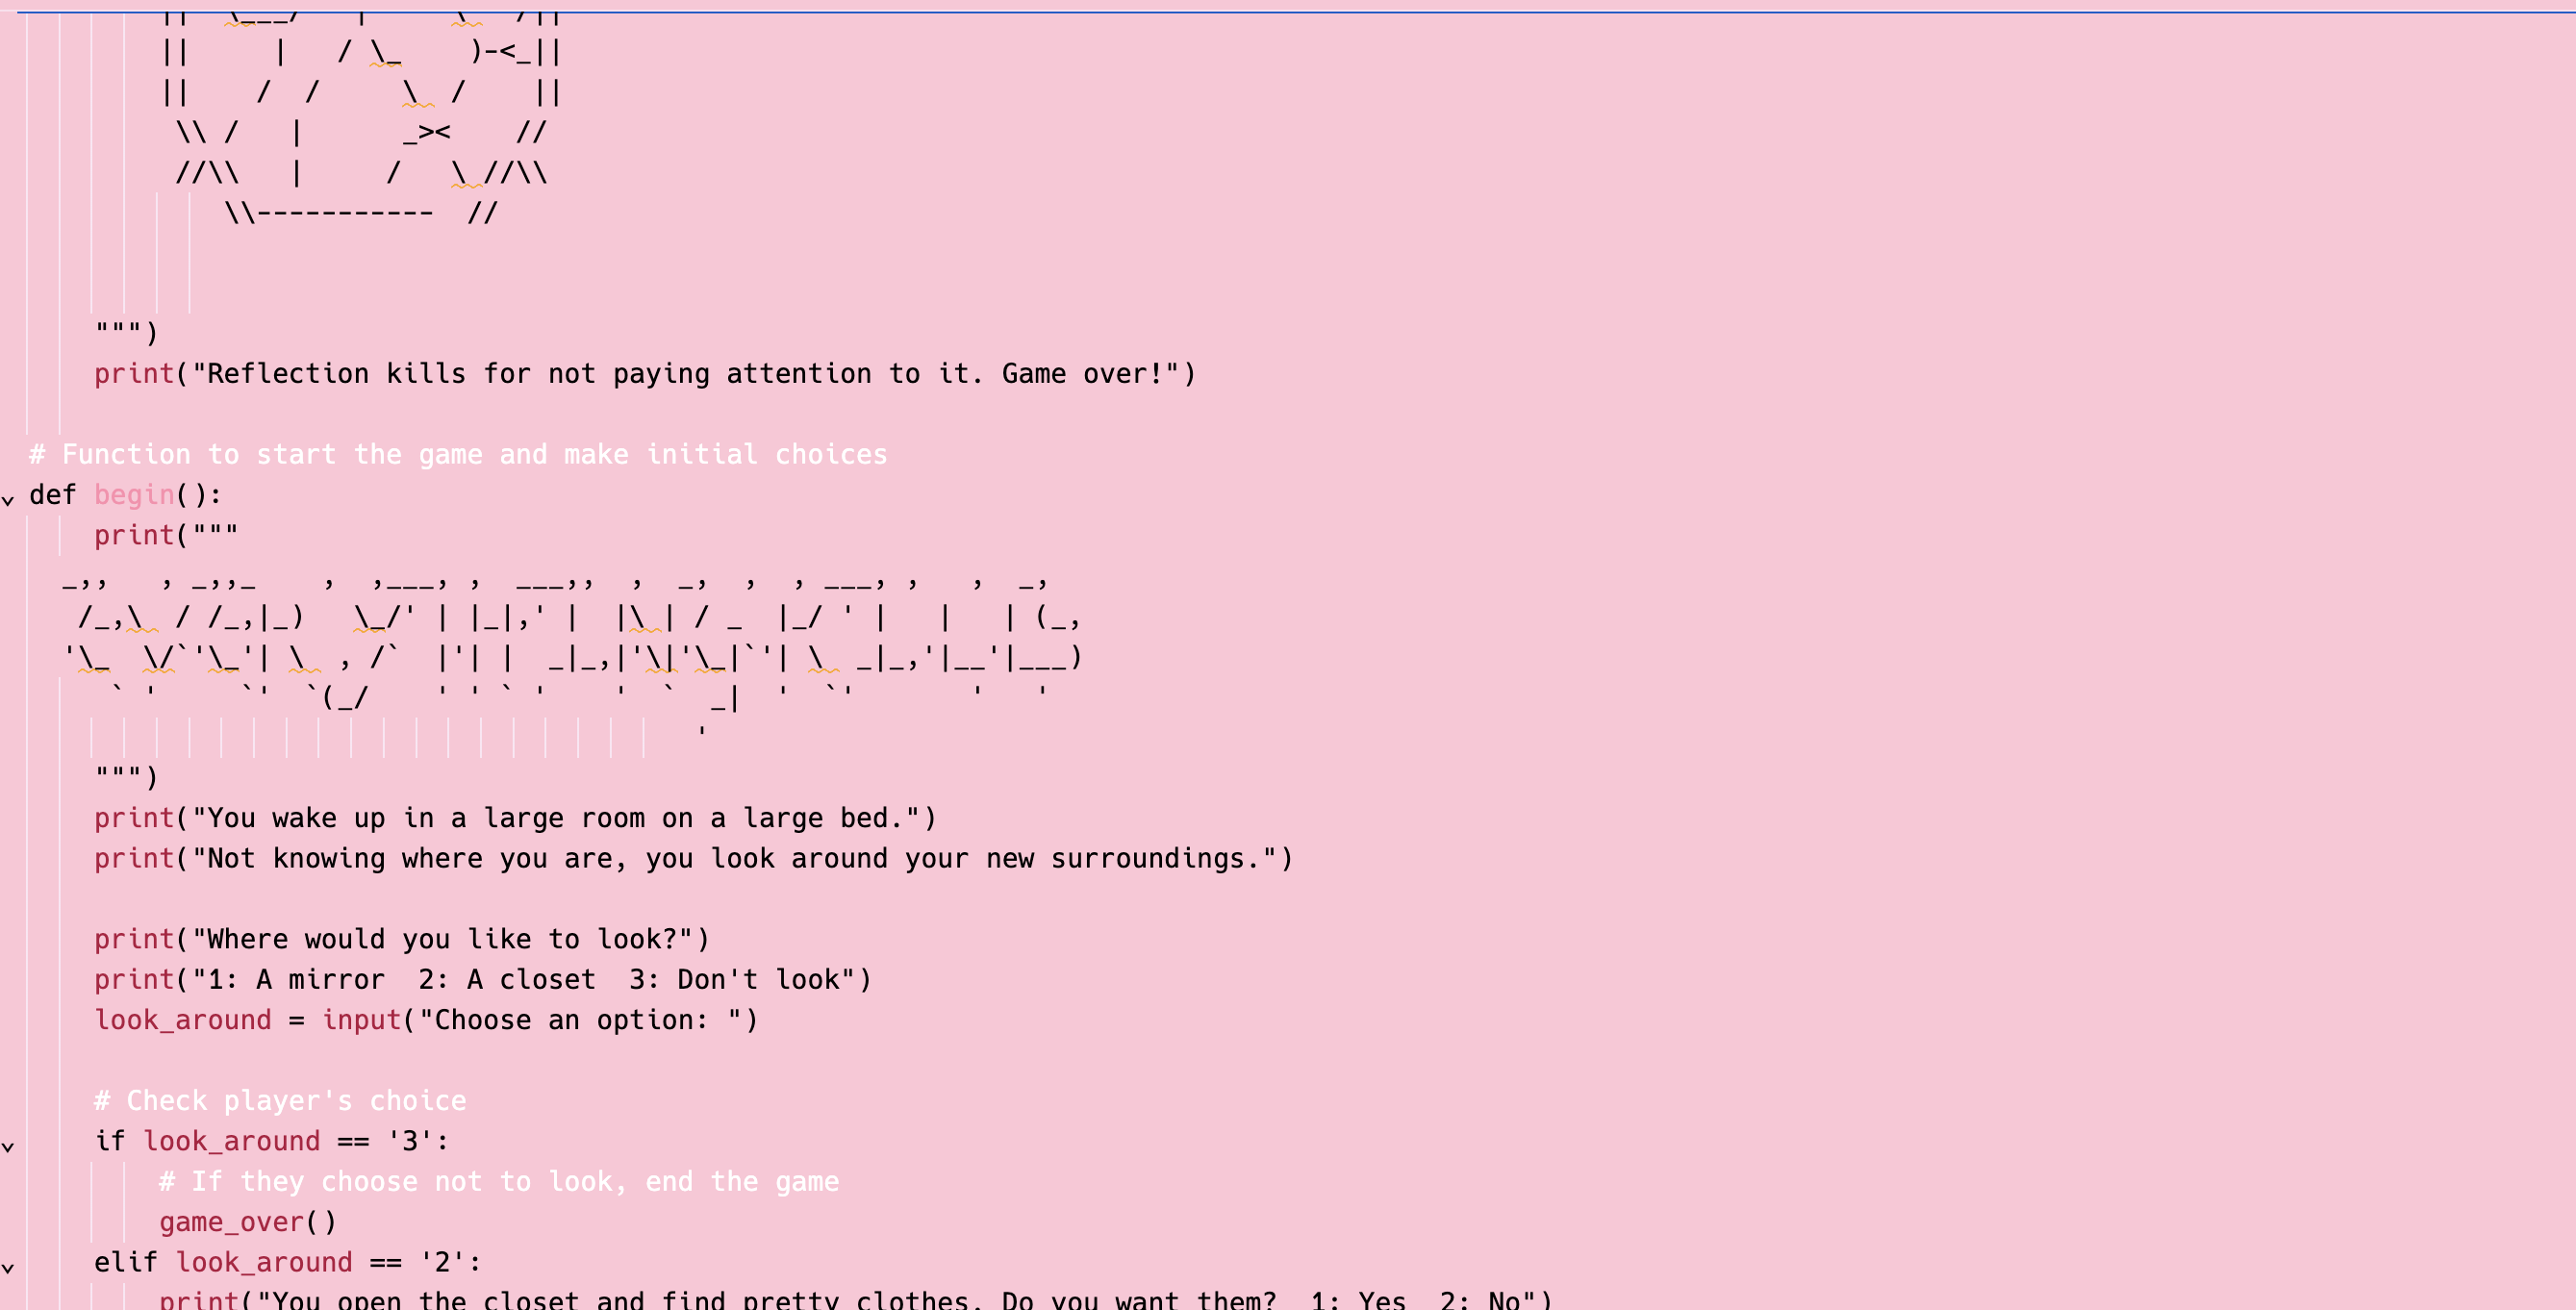 ||     |   / \_    )-<_||
||    / /     \ /    ||
 \\ /   |      _><    //
 //\\   |     /   \ //\\
    \\-----------  //
""")
print("Reflection kills for not paying attention to it. Game over!")
# Function to start the game and make initial choices
def begin():
print("""
_,,   , _,,_    ,  ,___, ,  ___,,  ,  _,  ,  , ___, ,   ,  _,
 /_,\  / /_,|_)   \_/' | |_|,' |  |\ | / _  |_/ ' |   |   | (_,
'\_  \/`'\_'| \  , /`  |'| |  _|_,|'\|'\_|`'| \  _|_,'|__'|___)
   ` '     `'  `(_/    ' ' ` '    '  `  _|  '  `'       '   '
'
""")
print("You wake up in a large room on a large bed.")
print("Not knowing where you are, you look around your new surroundings.")
print("Where would you like to look?")
print("1: A mirror  2: A closet  3: Don't look")
look_around = input("Choose an option: ")
# Check player's choice
if look_around == '3':
# If they choose not to look, end the game
game_over()
elif look_around == '2':
print("You open the closet and find pretty clothes. Do you want them?  1: Yes  2: No")